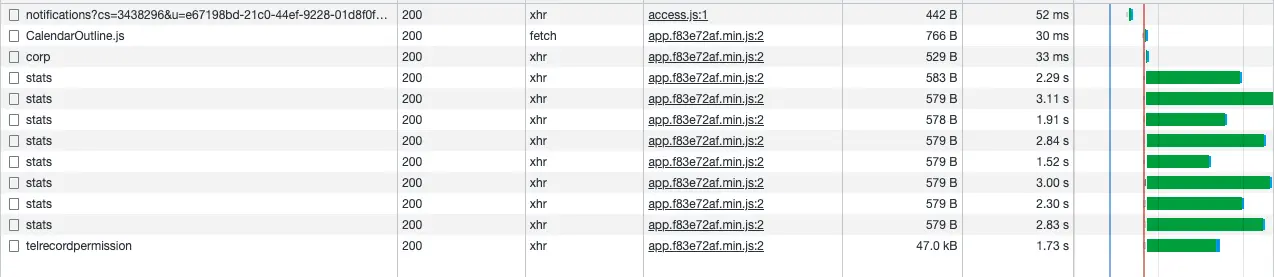 notifications?cs=3438296&u=e67198bd-21c0-44ef-9228-01d8f0f... 200 xhr access.js:1 442 B 52 ms
CalendarOutline.js 200 fetch app.f83e72af.min.js:2 766 B 30 ms
corp 200 xhr app.f83e72af.min.js:2 529 B 33 ms
stats 200 xhr app.f83e72af.min.js:2 583 B 2.29 s
stats 200 xhr app.f83e72af.min.js:2 579 B 3.11 s
stats 200 xhr app.f83e72af.min.js:2 578 B 1.91 s
stats 200 xhr app.f83e72af.min.js:2 579 B 2.84 s
stats 200 xhr app.f83e72af.min.js:2 579 B 1.52 s
stats 200 xhr app.f83e72af.min.js:2 579 B 3.00 s
stats 200 xhr app.f83e72af.min.js:2 579 B 2.30 s
stats 200 xhr app.f83e72af.min.js:2 579 B 2.83 s
telrecordpermission 200 xhr app.f83e72af.min.js:2 47.0 kB 1.73 s